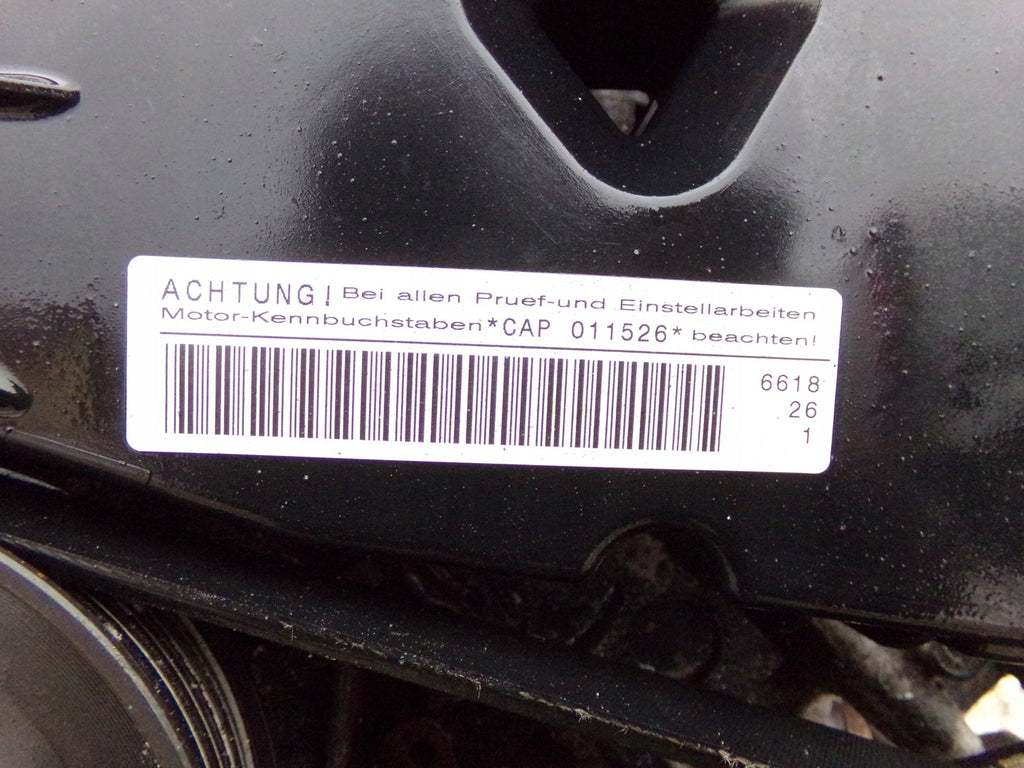 ACHTUNG! Bei allen Pruef-und Einstellarbeiten
Motor-Kennbuchstaben *CAP 011526* beachten!
6618
26
1